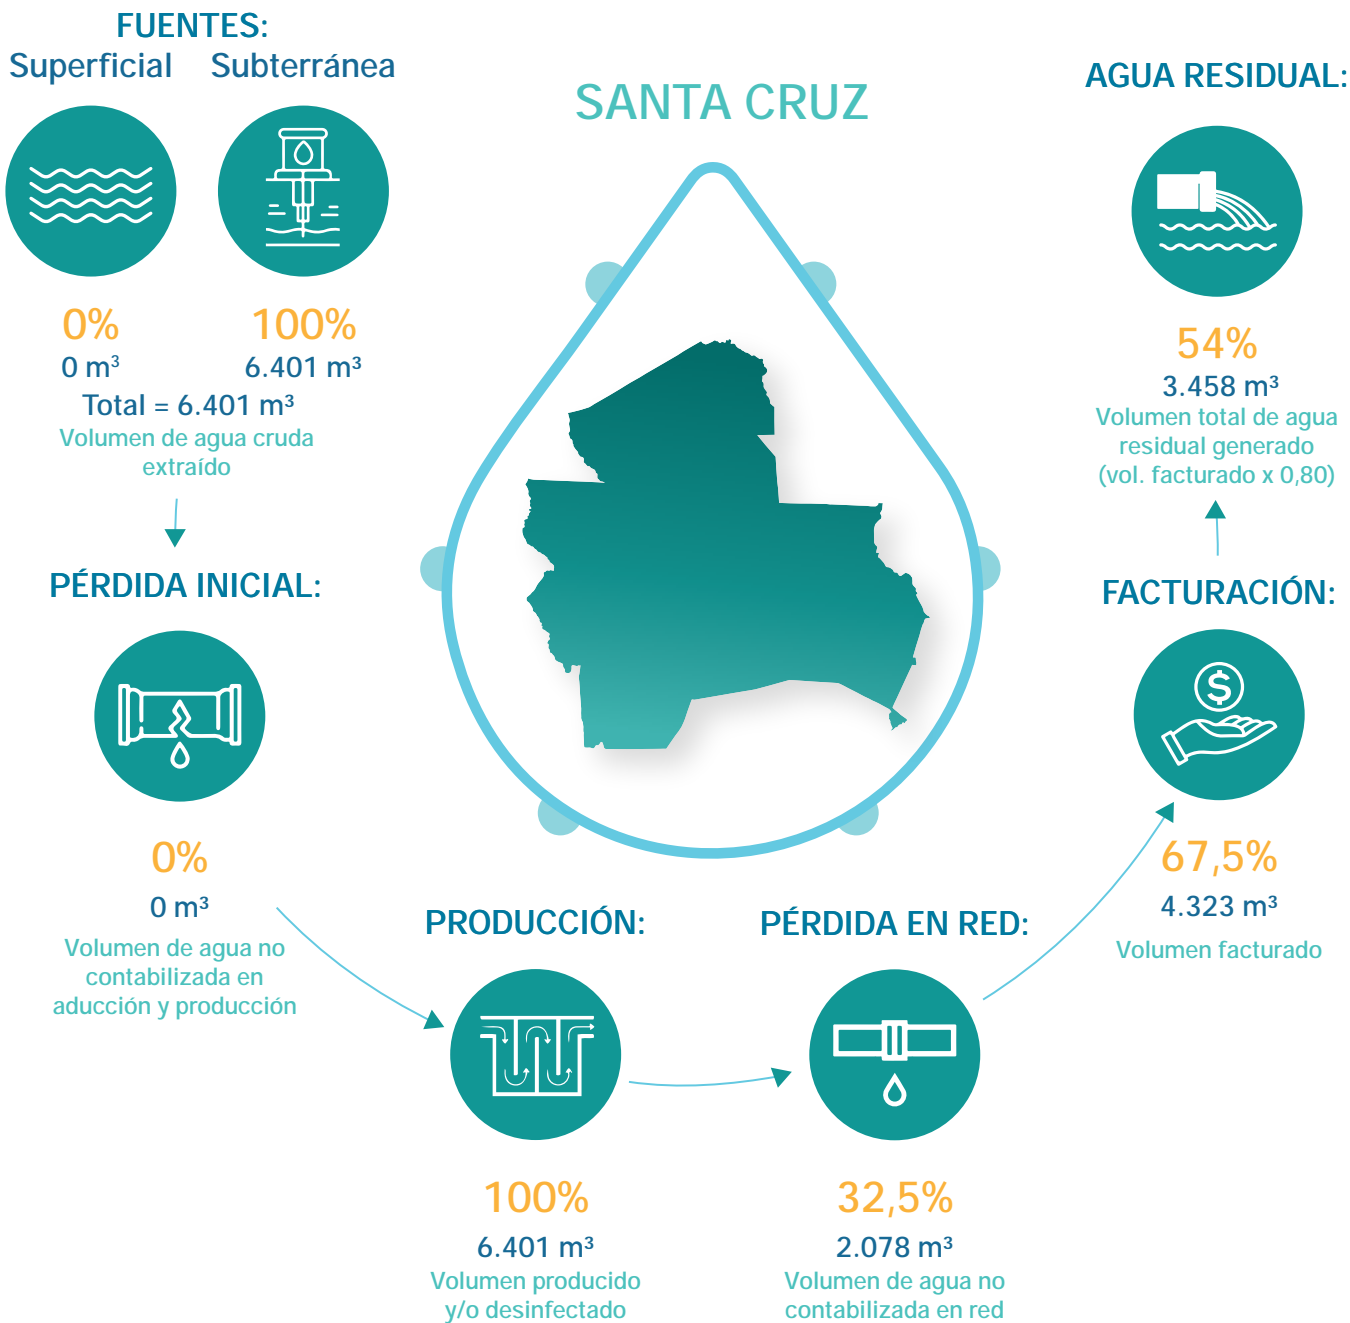 FUENTES:
Superficial
Subterránea
0%
0 m³
100%
6.401 m³
Total = 6.401 m³
Volumen de agua cruda
extraído
PÉRDIDA INICIAL:
0%
0 m³
Volumen de agua no
contabilizada en
aducción y producción
SANTA CRUZ
PRODUCCIÓN:
100%
6.401 m³
Volumen producido
y/o desinfectado
PÉRDIDA EN RED:
32,5%
2.078 m³
Volumen de agua no
contabilizada en red
FACTURACIÓN:
$
67,5%
4.323 m³
Volumen facturado
AGUA RESIDUAL:
54%
3.458 m³
Volumen total de agua
residual generado
(vol. facturado x 0,80)